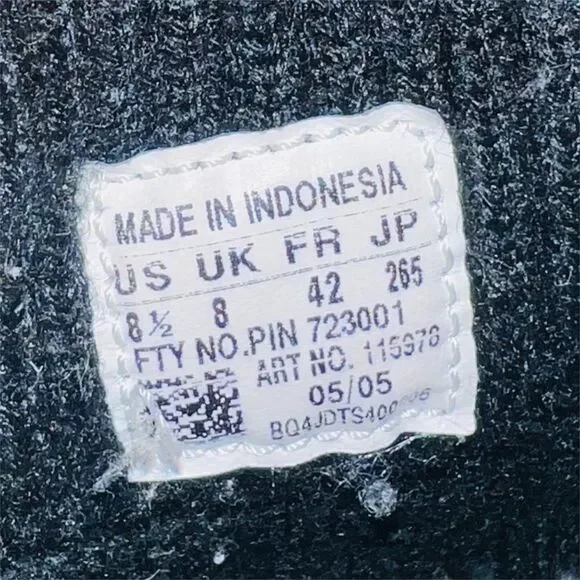 MADE IN INDONESIA
US UK FR JP
8½ 8 42 265
FTY NO. PIN 723001
ART NO. 115978
05/05